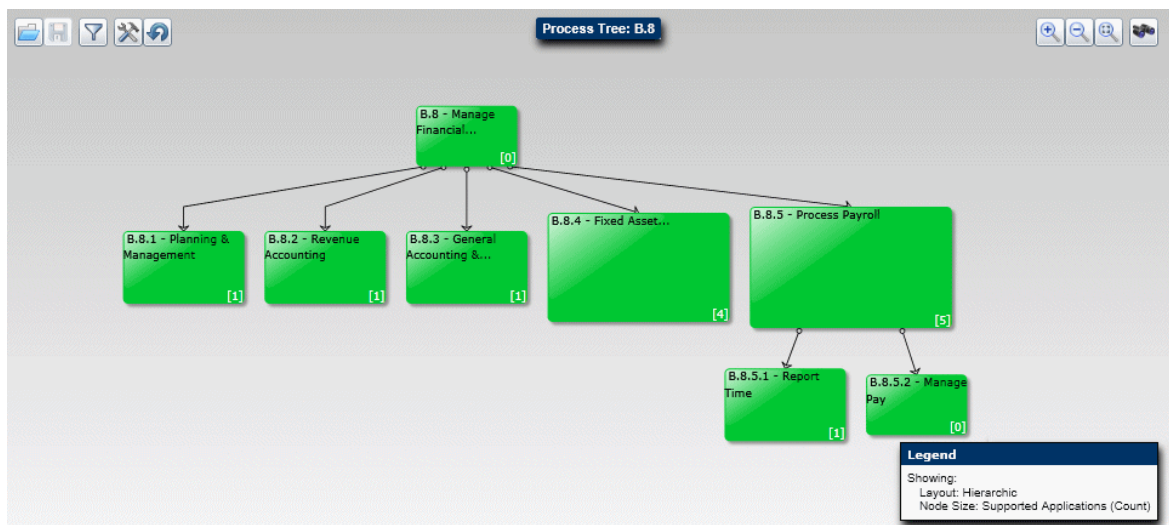 Process Tree: B.8
B.8 - Manage
Financial...
[0]
B.8.1 - Planning &
Management
[1]
B.8.2 - Revenue
Accounting
[1]
B.8.3 - General
Accounting &...
[1]
B.8.4 - Fixed Asset...
[4]
B.8.5 - Process Payroll
[5]
B.8.5.1 - Report
Time
[1]
B.8.5.2 - Manage
Pay
[0]
Legend
Showing:
Layout: Hierarchic
Node Size: Supported Applications (Count)